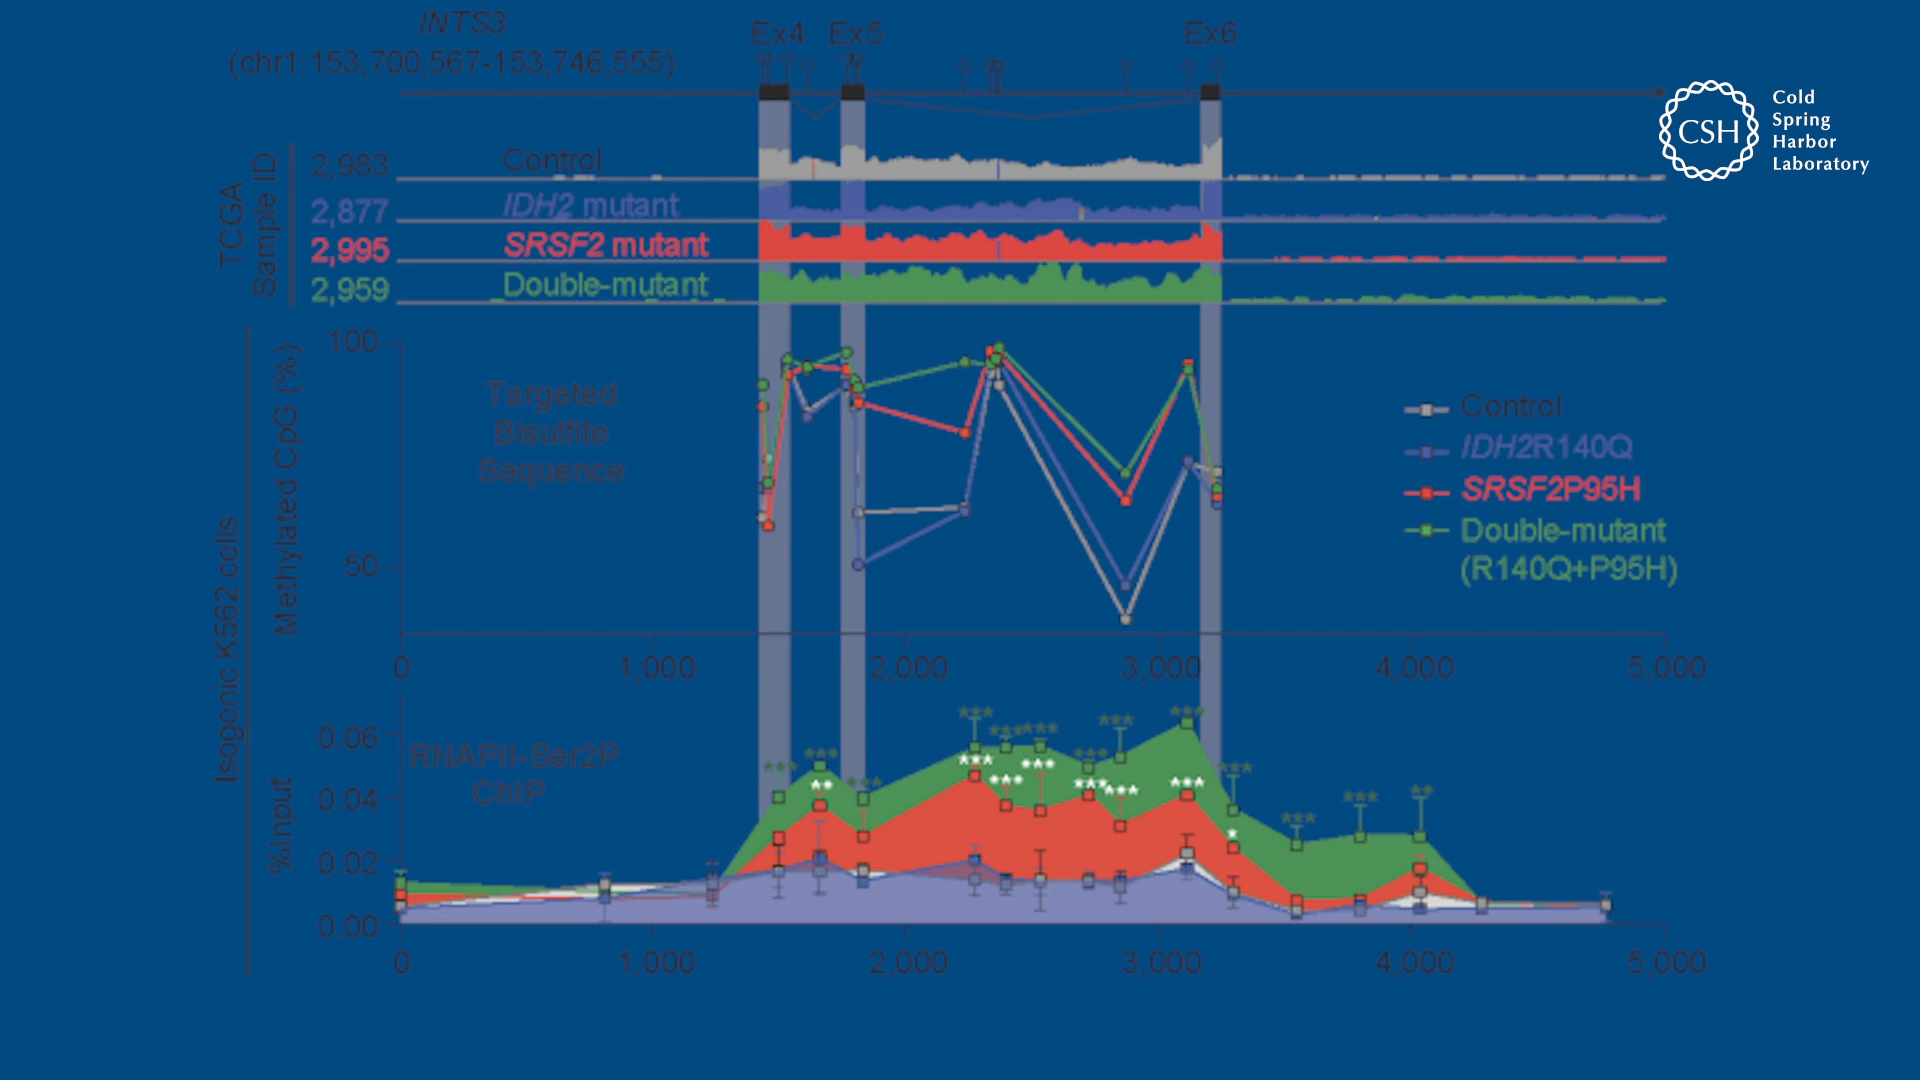 INTS3
(chr1:153,700,567-153,746,555)
Ex4
Ex5
Ex6
CSH
Cold
Spring
Harbor
Laboratory
TCGA
Sample ID
2,983
Control
2,877
IDH2 mutant
2,995
SRSF2 mutant
2,959
Double-mutant
Isogenic K562 cells
Methylated CpG (%)
100
50
Targeted
Bisulfite
Sequence
Control
IDH2R140Q
SRSF2P95H
Double-mutant
(R140Q+P95H)
0
1,000
2,000
3,000
4,000
5,000
%Input
0.06
0.04
0.02
0.00
RNAPII-Ser2P
ChIP
***
***
***
***
***
***
***
***
***
***
***
***
**
**
***
***
***
***
***
***
*
0
1,000
2,000
3,000
4,000
5,000